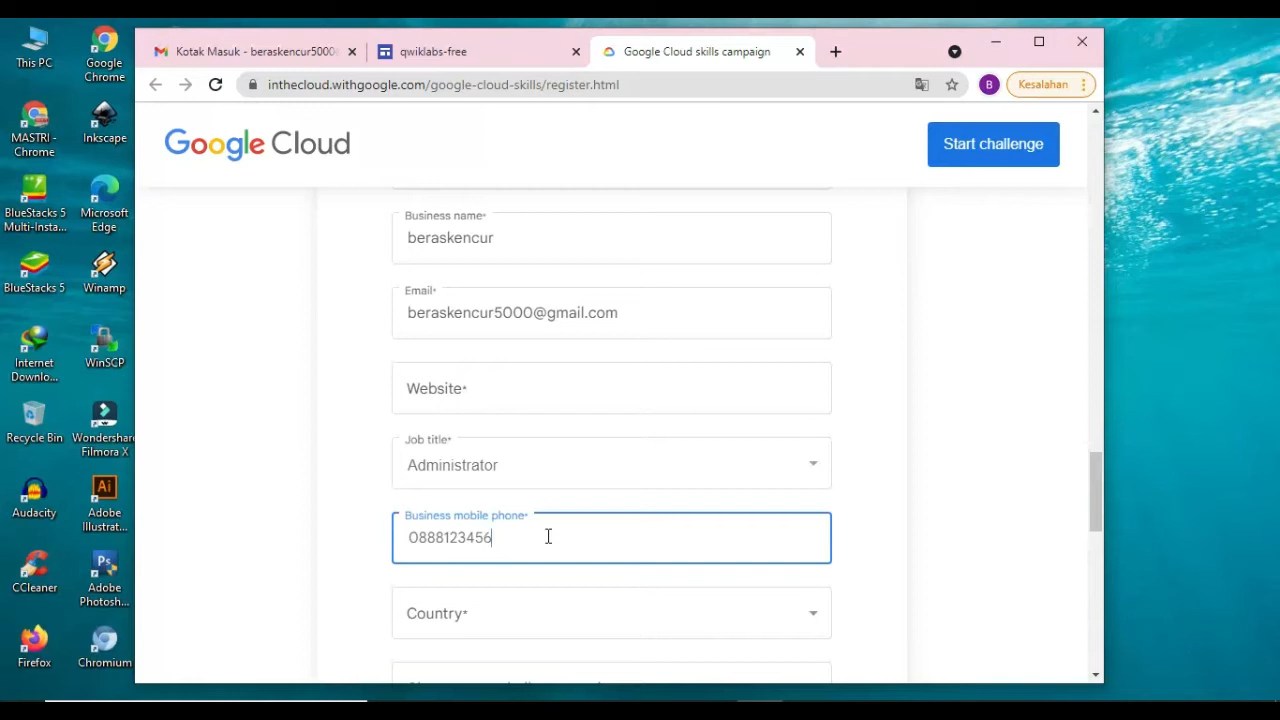 This PC
Google
Chrome
MASTRI -
Chrome
Inkscape
BlueStacks 5
Multi-Insta...
Microsoft
Edge
BlueStacks 5
Winamp
Internet
Downlo...
WinSCP
Recycle Bin
Wondershare
Filmora X
Audacity
Adobe
Illustrat...
CCleaner
Adobe
Photosh...
Firefox
Chromium
Kotak Masuk - beraskencur5000
qwiklabs-free
Google Cloud skills campaign
inthecloud.withgoogle.com/google-cloud-skills/register.html
B
Kesalahan
Google Cloud
Start challenge
Business name*
beraskencur
Email*
beraskencur5000@gmail.com
Website*
Job title*
Administrator
Business mobile phone*
0888123456
Country*